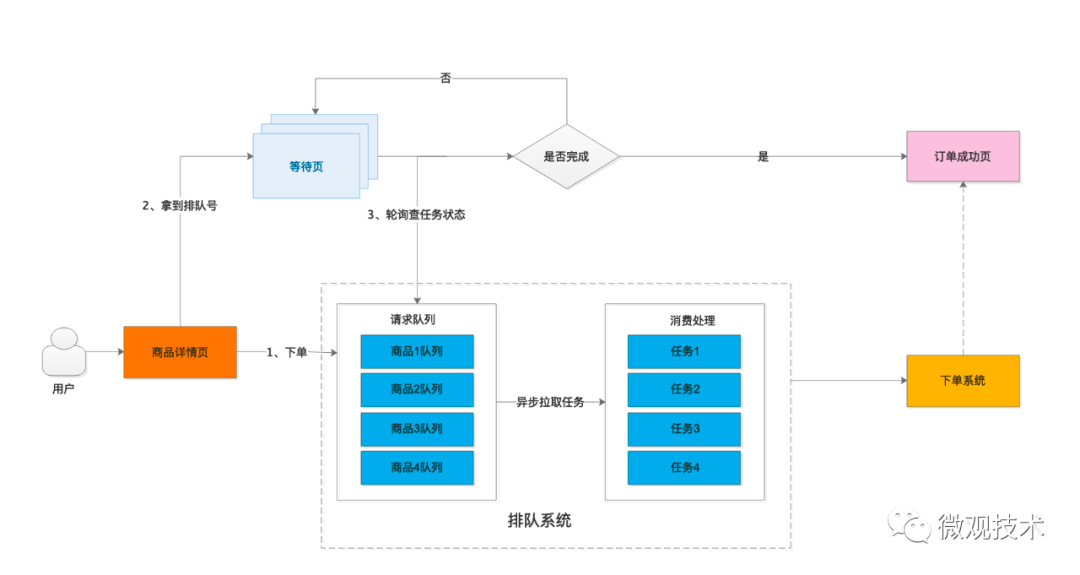 否
等待页
是否完成
是
订单成功页
2、拿到排队号
3、轮询查任务状态
请求队列
消费处理
商品详情页
1、下单
商品1队列
任务1
用户
商品2队列
任务2
下单系统
异步拉取任务
商品3队列
任务3
商品4队列
任务4
排队系统
微观技术